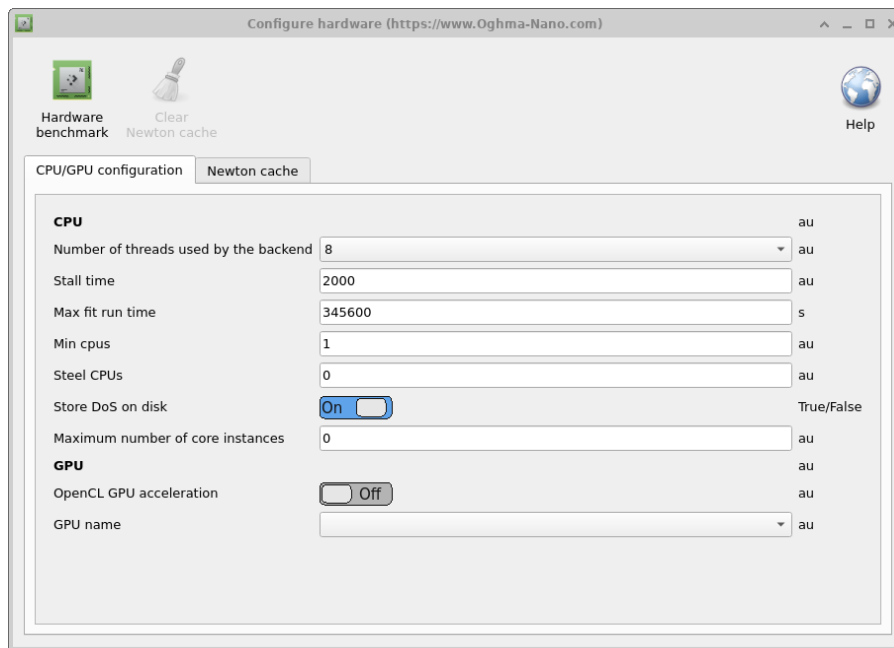 Configure hardware (https://www.Oghma-Nano.com)
Hardware
benchmark
Clear
Newton cache
Help
CPU/GPU configuration
Newton cache
CPU au
Number of threads used by the backend 8 au
Stall time 2000 au
Max fit run time 345600 s
Min cpus 1 au
Steel CPUs 0 au
Store DoS on disk On True/False
Maximum number of core instances 0 au
GPU au
OpenCL GPU acceleration Off au
GPU name au